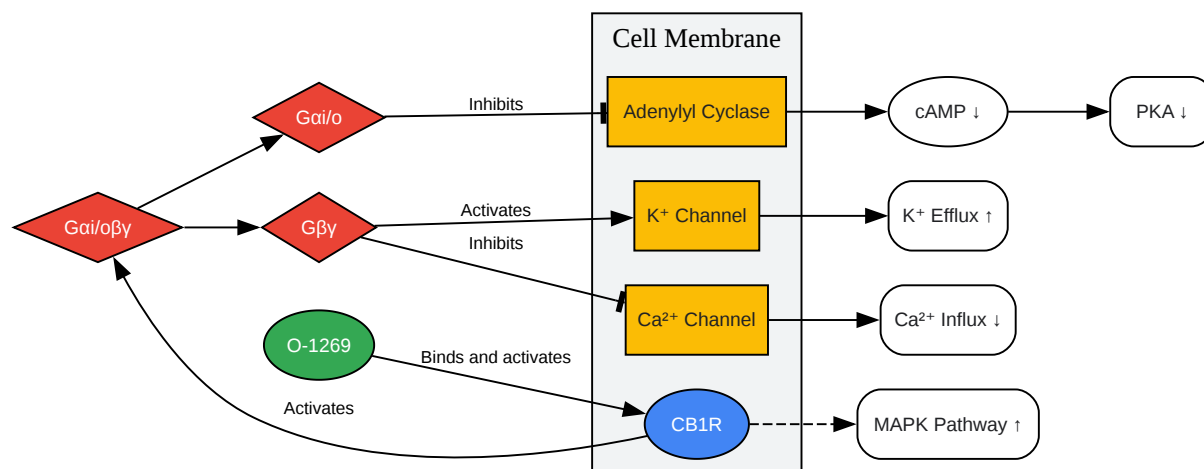 Cell Membrane
Gαi/o
Inhibits
Adenylyl Cyclase
cAMP ↓
PKA ↓
Gαi/oβγ
Gβγ
Activates
K⁺ Channel
K⁺ Efflux ↑
Inhibits
Ca²⁺ Channel
Ca²⁺ Influx ↓
O-1269
Binds and activates
Activates
CB1R
MAPK Pathway ↑